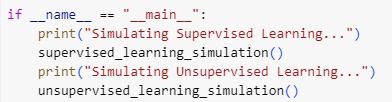 if __name__ == "__main__":
    print("Simulating Supervised Learning...")
    supervised_learning_simulation()
    print("Simulating Unsupervised Learning...")
    unsupervised_learning_simulation()